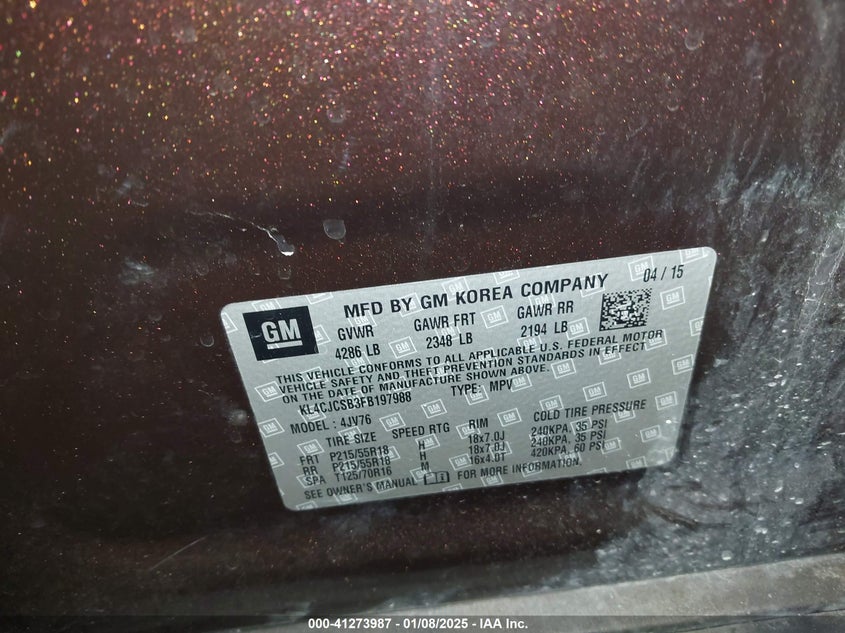 04 / 15
MFD BY GM KOREA COMPANY
GM
GVWR GAWR FRT GAWR RR
4286 LB 2348 LB 2194 LB
THIS VEHICLE CONFORMS TO ALL APPLICABLE U.S. FEDERAL MOTOR
VEHICLE SAFETY AND THEFT PREVENTION STANDARDS IN EFFECT
ON THE DATE OF MANUFACTURE SHOWN ABOVE.
KL4CJCSB3FB197988 TYPE: MPV
MODEL : 4JV76
TIRE SIZE SPEED RTG RIM COLD TIRE PRESSURE
FRT P215/55R18 H 18x7.0J 240KPA, 35 PSI
RR P215/55R18 H 18x7.0J 240KPA, 35 PSI
SPA T125/70R16 M 16x4.0T 420KPA, 60 PSI
SEE OWNER'S MANUAL FOR MORE INFORMATION.
000-41273987 - 01/08/2025 - IAA Inc.